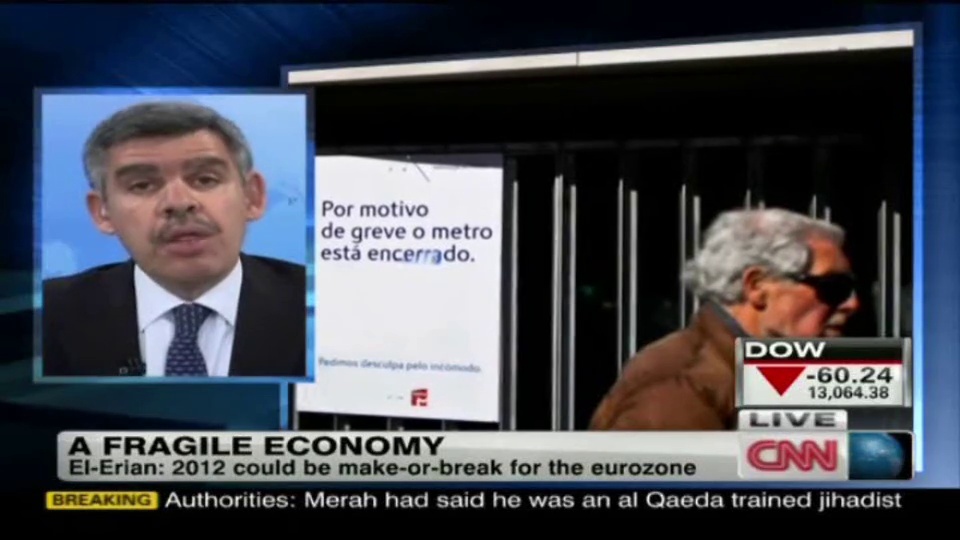 Por motivo
de greve o metro
está encerrado.
Pedimos desculpa pelo incómodo.
DOW
-60.24
13,064.38
LIVE
CNN
A FRAGILE ECONOMY
El-Erian: 2012 could be make-or-break for the eurozone
BREAKING Authorities: Merah had said he was an al Qaeda trained jihadist